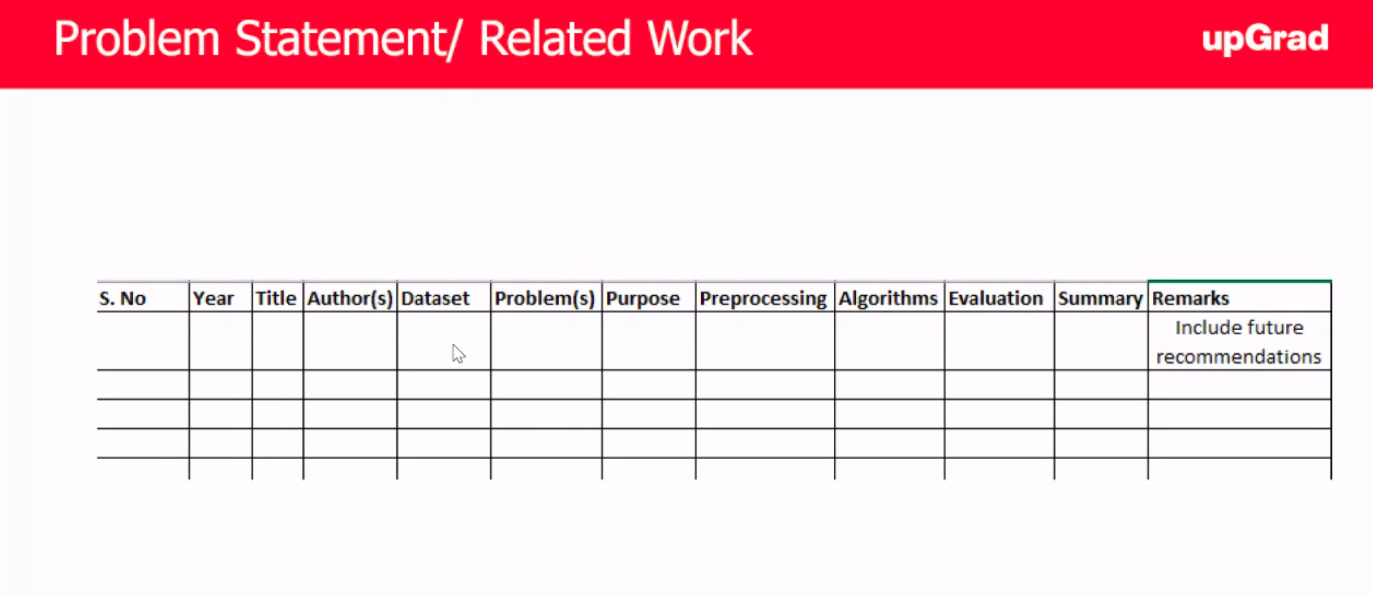 Problem Statement/ Related Work
upGrad
S. No Year Title Author(s) Dataset Problem(s) Purpose Preprocessing Algorithms Evaluation Summary Remarks
Include future
recommendations